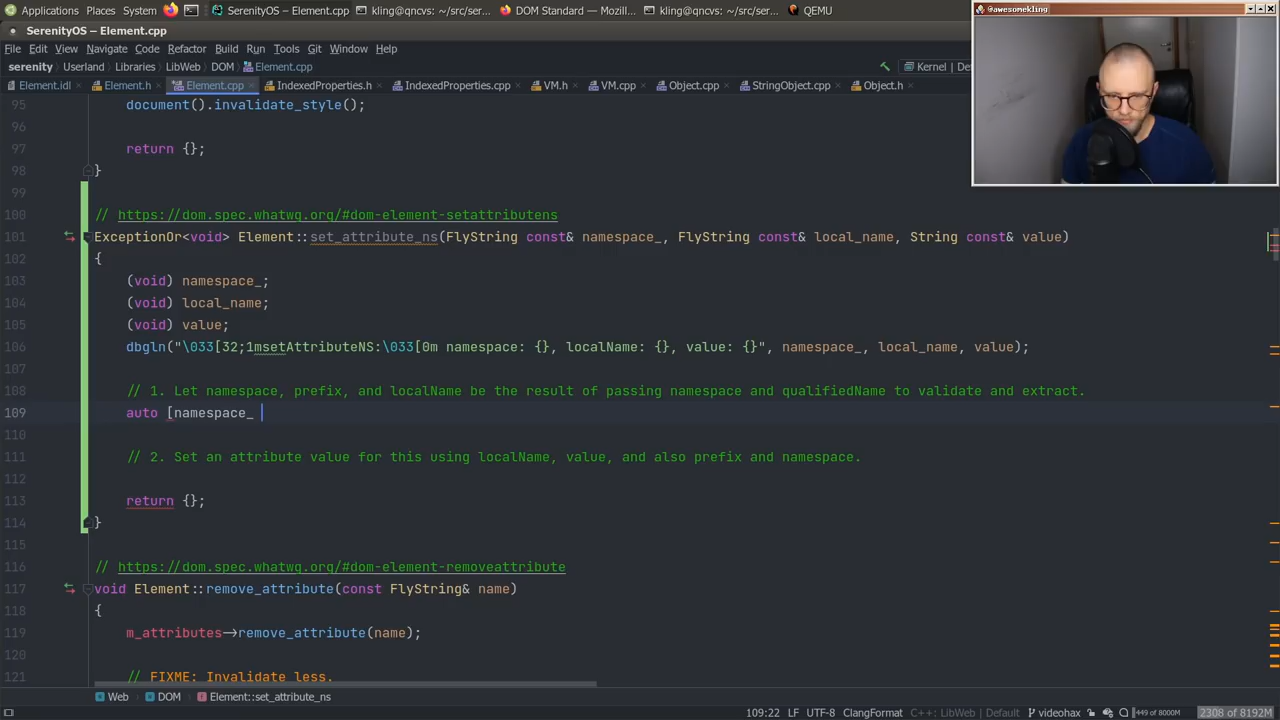 Applications Places System SerenityOS – Element.cpp kling@qncvs: ~/src/ser... DOM Standard — Mozill... kling@qncvs: ~/src/ser... QEMU
@awesomekling
SerenityOS – Element.cpp
File Edit View Navigate Code Refactor Build Run Tools Git Window Help
serenity Userland Libraries LibWeb DOM Element.cpp Kernel | De
Element.idl Element.h Element.cpp IndexedProperties.h IndexedProperties.cpp VM.h VM.cpp Object.cpp StringObject.cpp Object.h
95 document().invalidate_style();
96
97 return {};
98 }
99
100 // https://dom.spec.whatwg.org/#dom-element-setattributens
101 ExceptionOr<void> Element::set_attribute_ns(FlyString const& namespace_, FlyString const& local_name, String const& value)
102 {
103 (void) namespace_;
104 (void) local_name;
105 (void) value;
106 dbgln("\033[32;1msetAttributeNS:\033[0m namespace: {}, localName: {}, value: {}", namespace_, local_name, value);
107
108 // 1. Let namespace, prefix, and localName be the result of passing namespace and qualifiedName to validate and extract.
109 auto [namespace_
110
111 // 2. Set an attribute value for this using localName, value, and also prefix and namespace.
112
113 return {};
114 }
115
116 // https://dom.spec.whatwg.org/#dom-element-removeattribute
117 void Element::remove_attribute(const FlyString& name)
118 {
119 m_attributes→remove_attribute(name);
120
121 // FIXME: Invalidate less.
Web DOM Element::set_attribute_ns
109:22 LF UTF-8 ClangFormat C++: LibWeb | Default videohax 449 of 8000M 2308 of 8192M